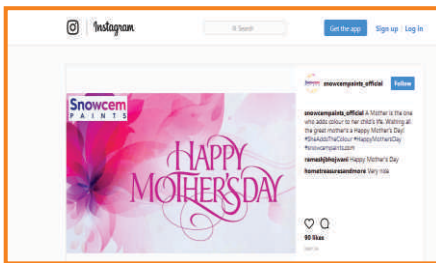 Instagram
Search
Get the app
Sign up | Log in
Snowcem
PAINTS
HAPPY
MOTHER'S DAY
snowcempaints_official
Follow
snowcempaints_official A Mother is the one
who adds colour to her child's life. Wishing all
the great mother's a Happy Mother's Day!
#SheAddsTheColour #HappyMothersDay
#snowcempaints.com
rameshjbhojwani Happy Mother's Day
hometreasuresandmore Very nice
90 likes